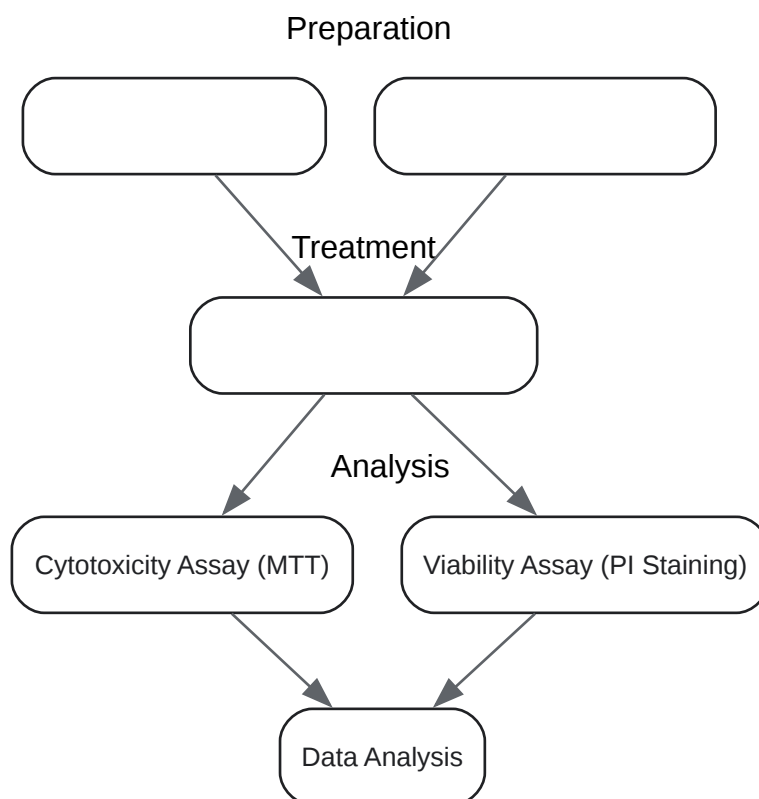 Preparation
Treatment
Analysis
Cytotoxicity Assay (MTT)
Viability Assay (PI Staining)
Data Analysis